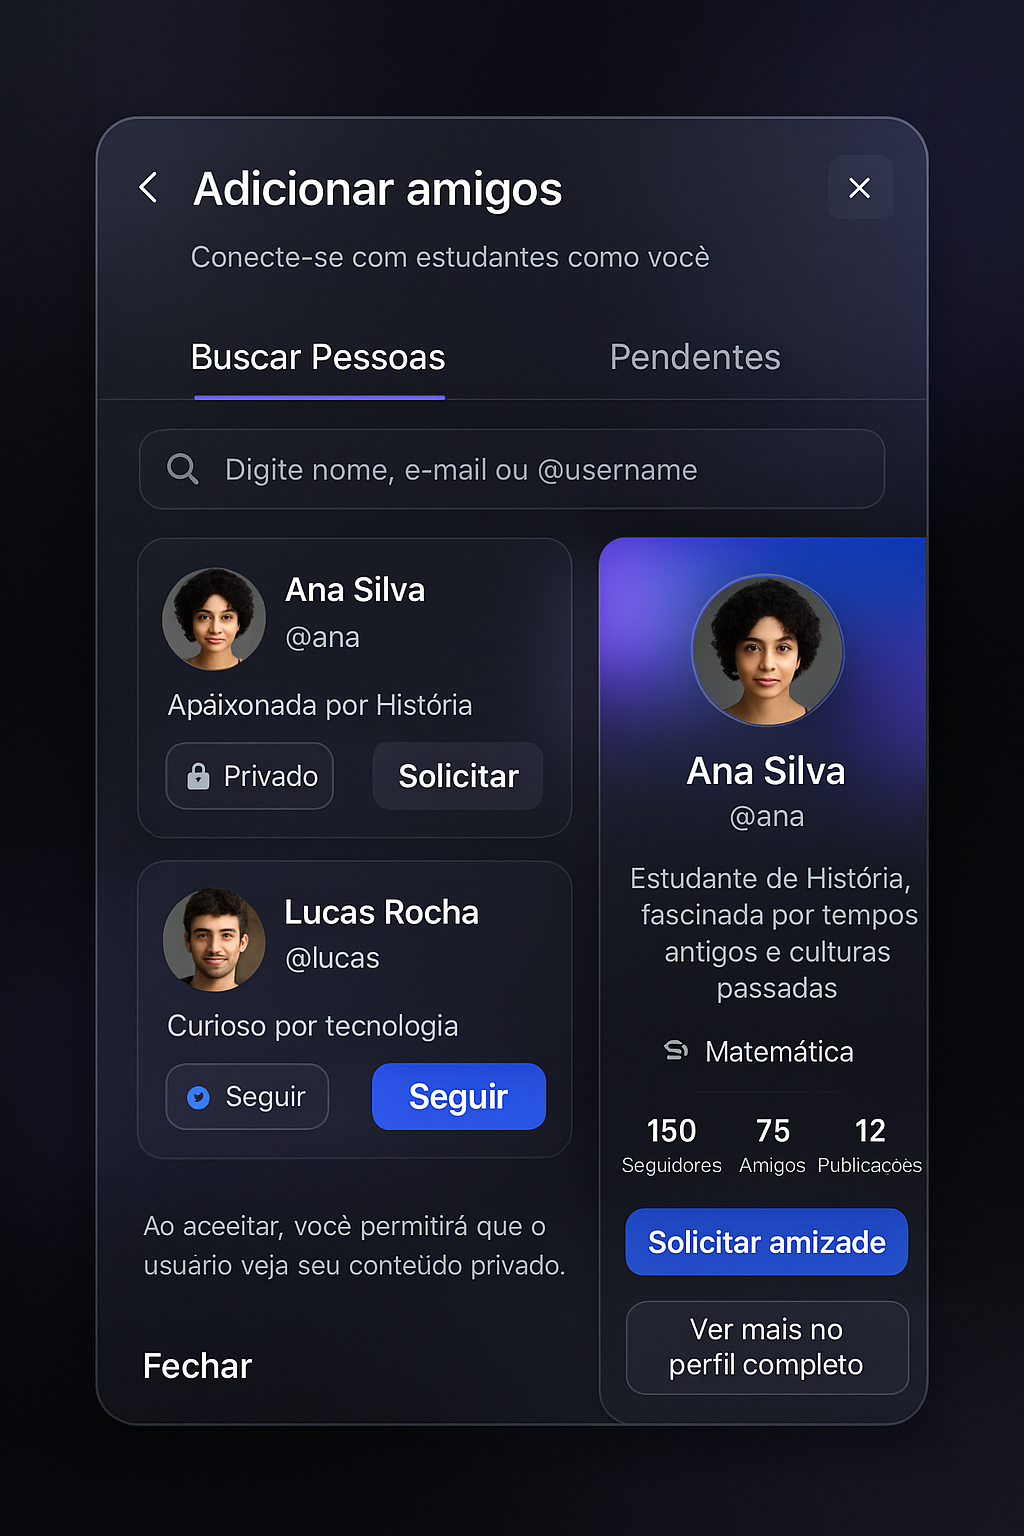 Adicionar amigos
Conecte-se com estudantes como vocè
Buscar Pessoas
Pendentes
Digite nome, e-mail ou @username
Ana Silva
@ana
Apáixonada por História
Privado
Solicitar
Lucas Rocha
@lucas
Curioso por tecnologia
Seguir
Seguir
Ao aceeitar, vocè permitirá que o
usuário veja seu conteüdo privado.
Fechar
Ana Silva
@ana
Estudante de História,
fascinada por tempos
antigos e culturas
passadas
Matemática
150
75
12
Seguidores
Amigos
Publicacòes
Solicitar amizade
Ver mais no
perfil completo